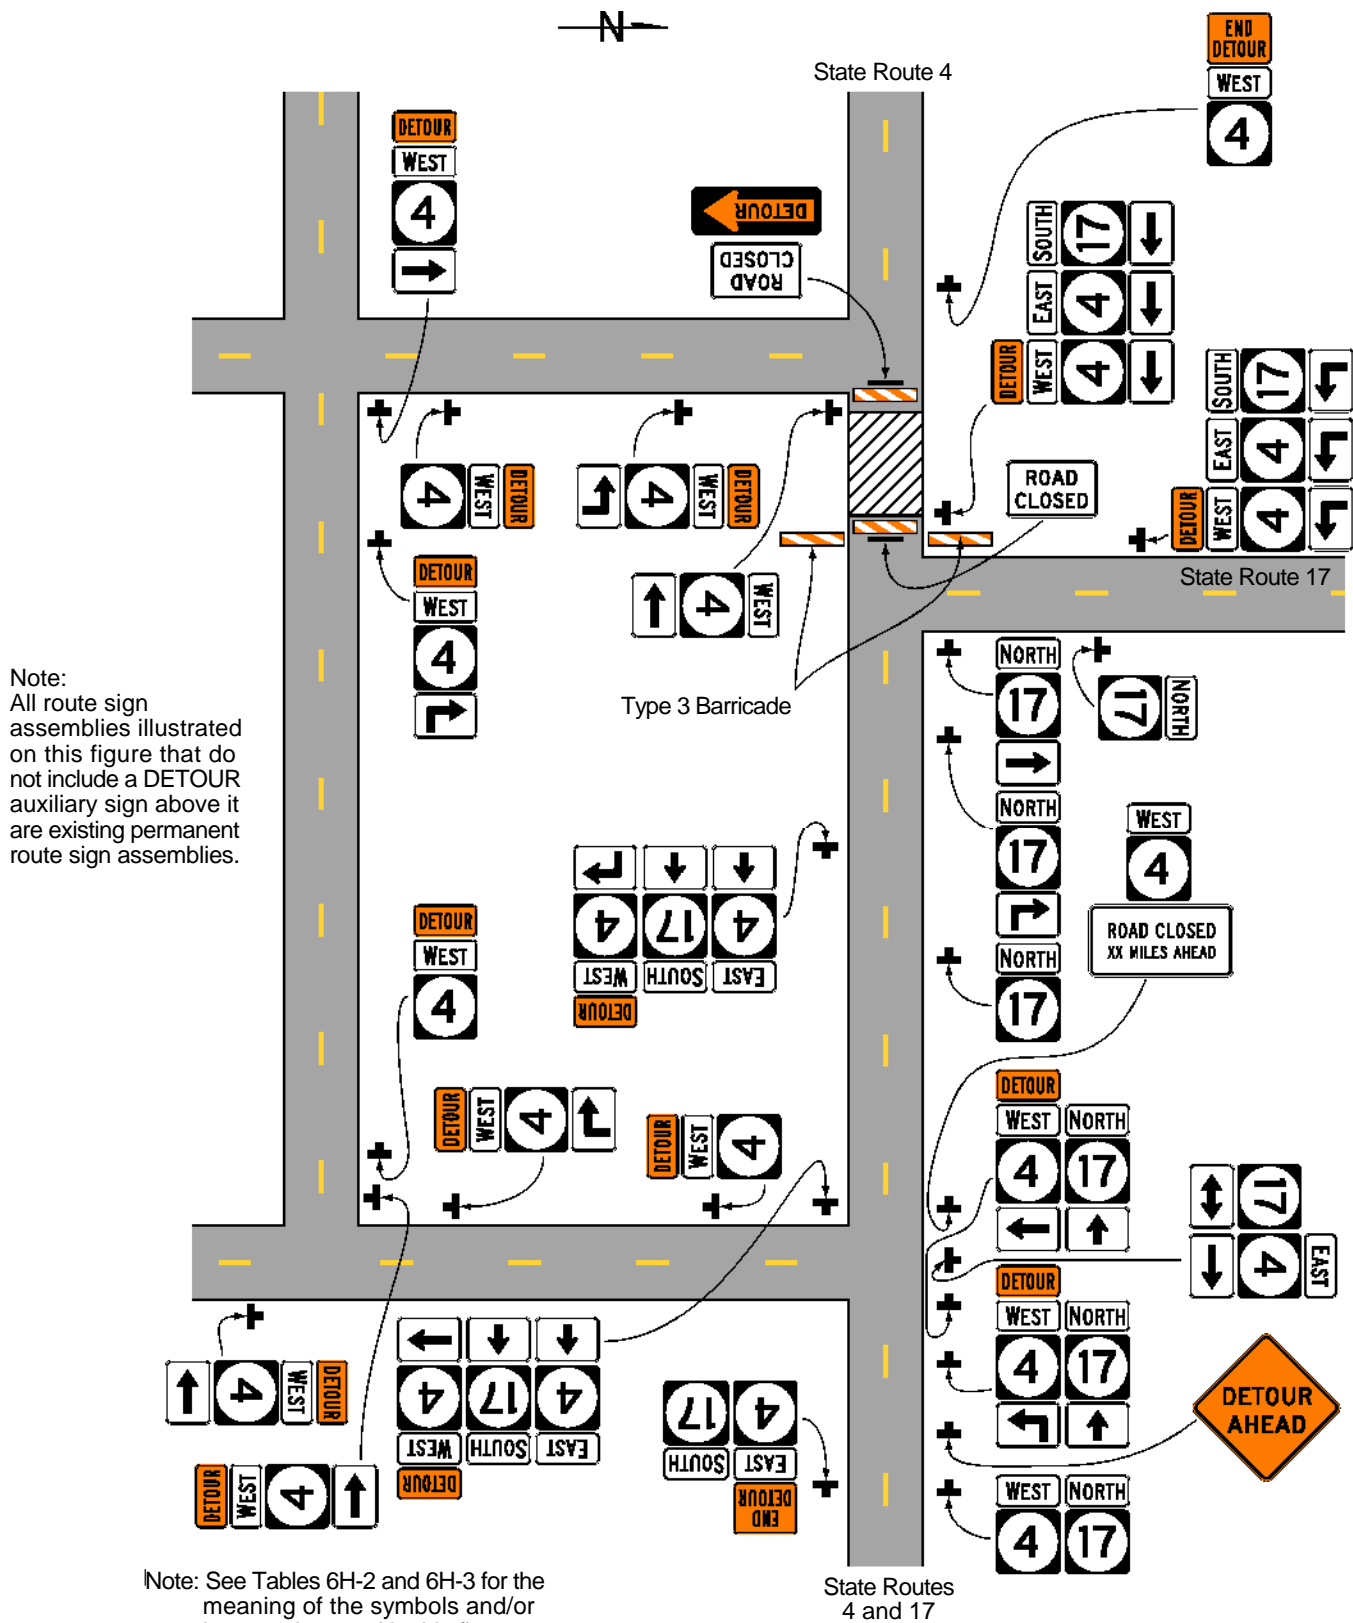 N
State Route 4
END
DETOUR
WEST
4
DETOUR
WEST
4
DETOUR
ROAD
CLOSED
SOUTH
17
EAST
4
DETOUR
WEST
4
SOUTH
17
EAST
4
DETOUR
WEST
4
ROAD
CLOSED
State Route 17
DETOUR
WEST
4
DETOUR
WEST
4
WEST
4
DETOUR
WEST
4
Note:
All route sign
assemblies illustrated
on this figure that do
not include a DETOUR
auxiliary sign above it
are existing permanent
route sign assemblies.
Type 3 Barricade
NORTH
17
NORTH
17
NORTH
17
NORTH
17
WEST
4
ROAD CLOSED
XX MILES AHEAD
EAST SOUTH WEST
4 17 4
DETOUR
DETOUR
WEST
4
DETOUR
WEST
4
DETOUR
WEST
4
DETOUR
WEST NORTH
4 17
17
EAST
4
DETOUR
WEST NORTH
4 17
DETOUR
WEST
4
DETOUR
WEST
4
EAST SOUTH WEST
4 17 4
DETOUR
END
DETOUR
EAST SOUTH
4 17
DETOUR
AHEAD
WEST NORTH
4 17
Note: See Tables 6H-2 and 6H-3 for the
meaning of the symbols and/or
State Routes
4 and 17